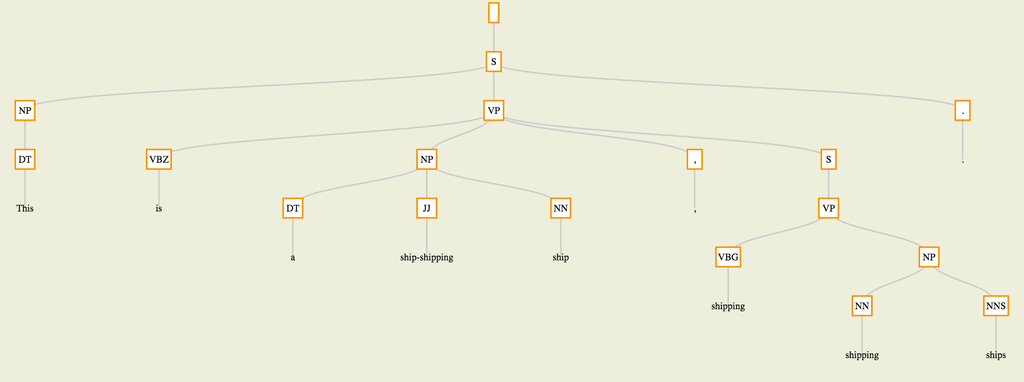 S
NP VP .
DT VBZ NP , S
This is DT JJ NN , VP
a ship-shipping ship VBG NP
shipping NN NNS
shipping ships